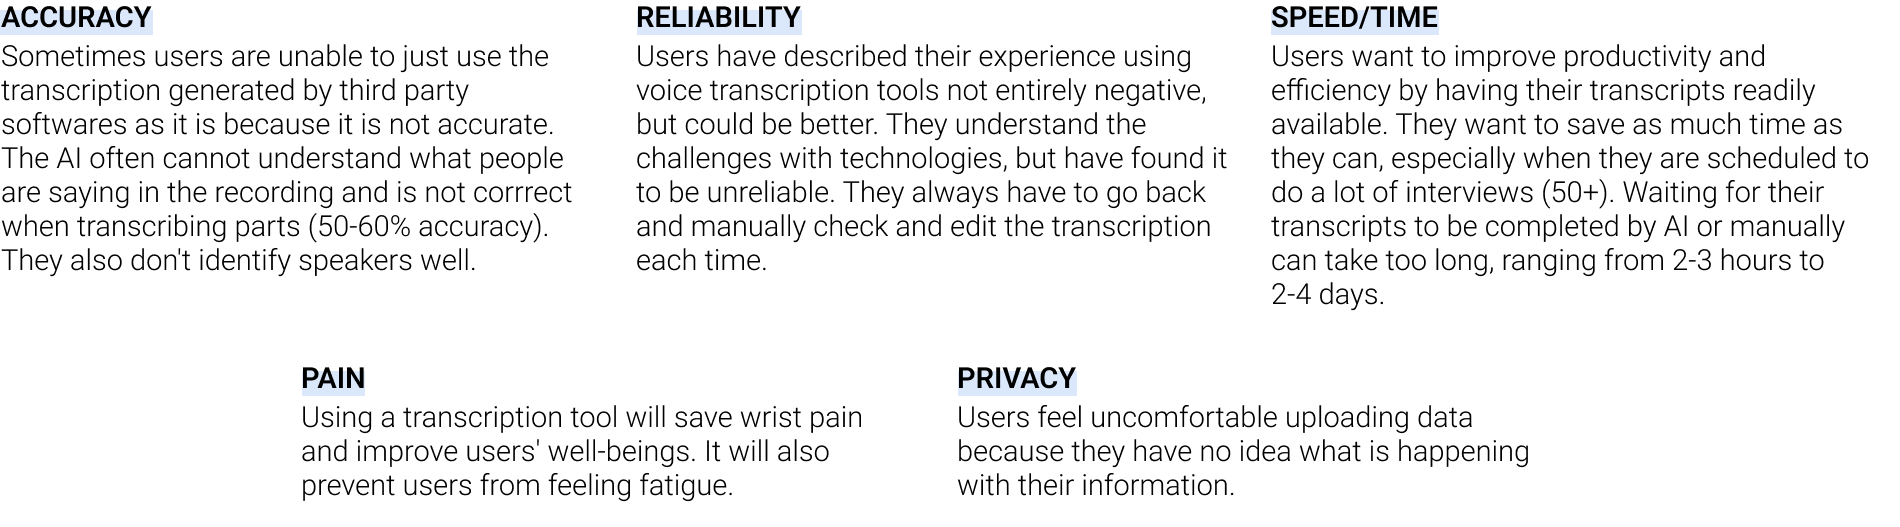 ACCURACY
Sometimes users are unable to just use the
transcription generated by third party
softwares as it is because it is not accurate.
The AI often cannot understand what people
are saying in the recording and is not corrrect
when transcribing parts (50-60% accuracy).
They also don't identify speakers well.
RELIABILITY
Users have described their experience using
voice transcription tools not entirely negative,
but could be better. They understand the
challenges with technologies, but have found it
to be unreliable. They always have to go back
and manually check and edit the transcription
each time.
SPEED/TIME
Users want to improve productivity and
efficiency by having their transcripts readily
available. They want to save as much time as
they can, especially when they are scheduled to
do a lot of interviews (50+). Waiting for their
transcripts to be completed by AI or manually
can take too long, ranging from 2-3 hours to
2-4 days.
PAIN
Using a transcription tool will save wrist pain
and improve users' well-beings. It will also
prevent users from feeling fatigue.
PRIVACY
Users feel uncomfortable uploading data
because they have no idea what is happening
with their information.